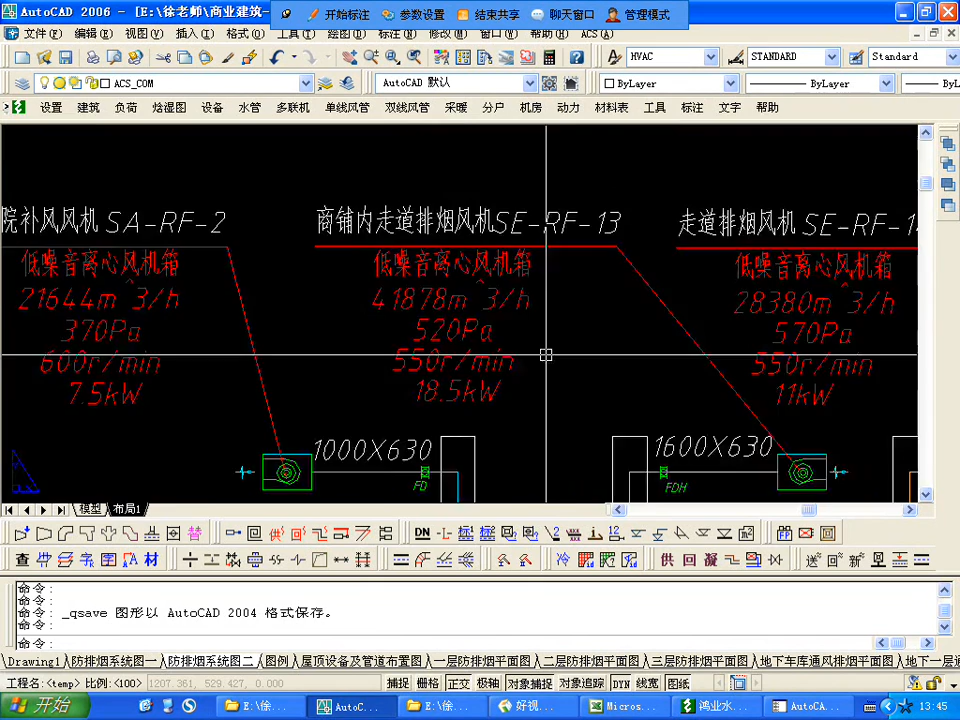 AutoCAD 2006 - [E:\徐老师\商业建筑-
开始标注 参数设置 结束共享 聊天窗口 管理模式
文件(F) 编辑(E) 视图(V) 插入(I) 格式(O) 工具(T) 绘图(D) 标注(N) 修改(M) 窗口(W) 帮助(H) ACS(A)
HVAC STANDARD Standard
ACS_COM AutoCAD 默认 ByLayer ByLayer ByL
设置 建筑 负荷 焓湿图 设备 水管 多联机 单线风管 双线风管 采暖 分户 机房 动力 材料表 工具 标注 文字 帮助
院补风风机 SA-RF-2
低噪音离心风机箱
21644m^3/h
370Pa
600r/min
7.5kW
商铺内走道排烟风机SE-RF-13
低噪音离心风机箱
41878m^3/h
520Pa
550r/min
18.5kW
走道排烟风机 SE-RF-1
低噪音离心风机箱
28380m^3/h
570Pa
550r/min
11kW
1000X630
FD
1600X630
FDH
模型 布局1
DN
查 字 材 供 回 凝 送 回 新
命令:
命令:
命令: _qsave 图形以 AutoCAD 2004 格式保存。
命令:
命令:
Drawing1 防排烟系统图一 防排烟系统图二 图例 屋顶设备及管道布置图 一层防排烟平面图 二层防排烟平面图 三层防排烟平面图 地下车库通风排烟平面图 地下一层通
工程名:<temp> 比例:<100> 1207.361, 529.427, 0.000 捕捉 栅格 正交 极轴 对象捕捉 对象追踪 DYN 线宽 图纸
开始 E:\徐... AutoC... E:\徐... 好视... Micros... 鸿业水... AutoCA... 13:45